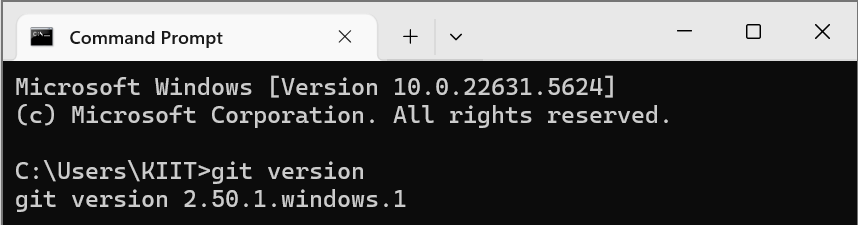 Command Prompt
Microsoft Windows [Version 10.0.22631.5624]
(c) Microsoft Corporation. All rights reserved.
C:\Users\KIIT>git version
git version 2.50.1.windows.1